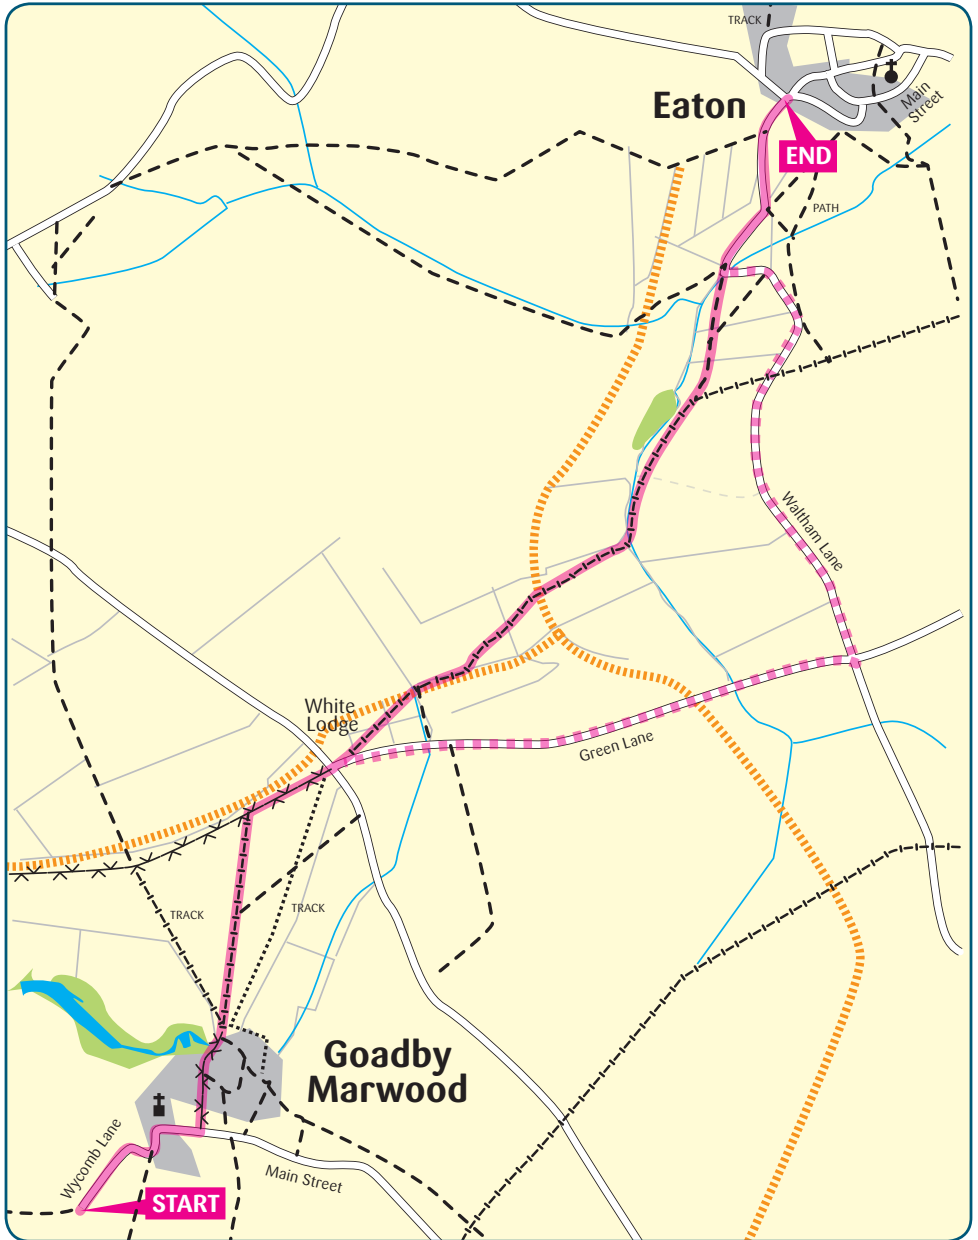 TRACK
Eaton
Main
Street
END
PATH
Waltham Lane
White
Lodge
Green Lane
TRACK
TRACK
Goadby
Marwood
Wycomb Lane
Main Street
START